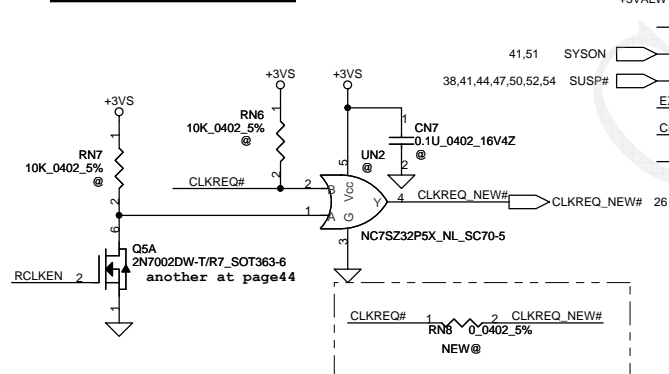 +3VALW
41,51 SYSON
38,41,44,47,50,52,54 SUSP#
+3VS
+3VS
+3VS
RN6
10K_0402_5%
@
1
2
RN7
10K_0402_5%
@
1
2
1
CN7
0.1U_0402_16V4Z
2
@
UN2
@
5
CLKREQ#
2
B
Vcc
Y
4
CLKREQ_NEW#
CLKREQ_NEW# 26
1
A
G
3
NC7SZ32P5X_NL_SC70-5
6
Q5A
2N7002DW-T/R7_SOT363-6
another at page44
RCLKEN
2
1
CLKREQ#
1
2
CLKREQ_NEW#
RN8
0_0402_5%
NEW@